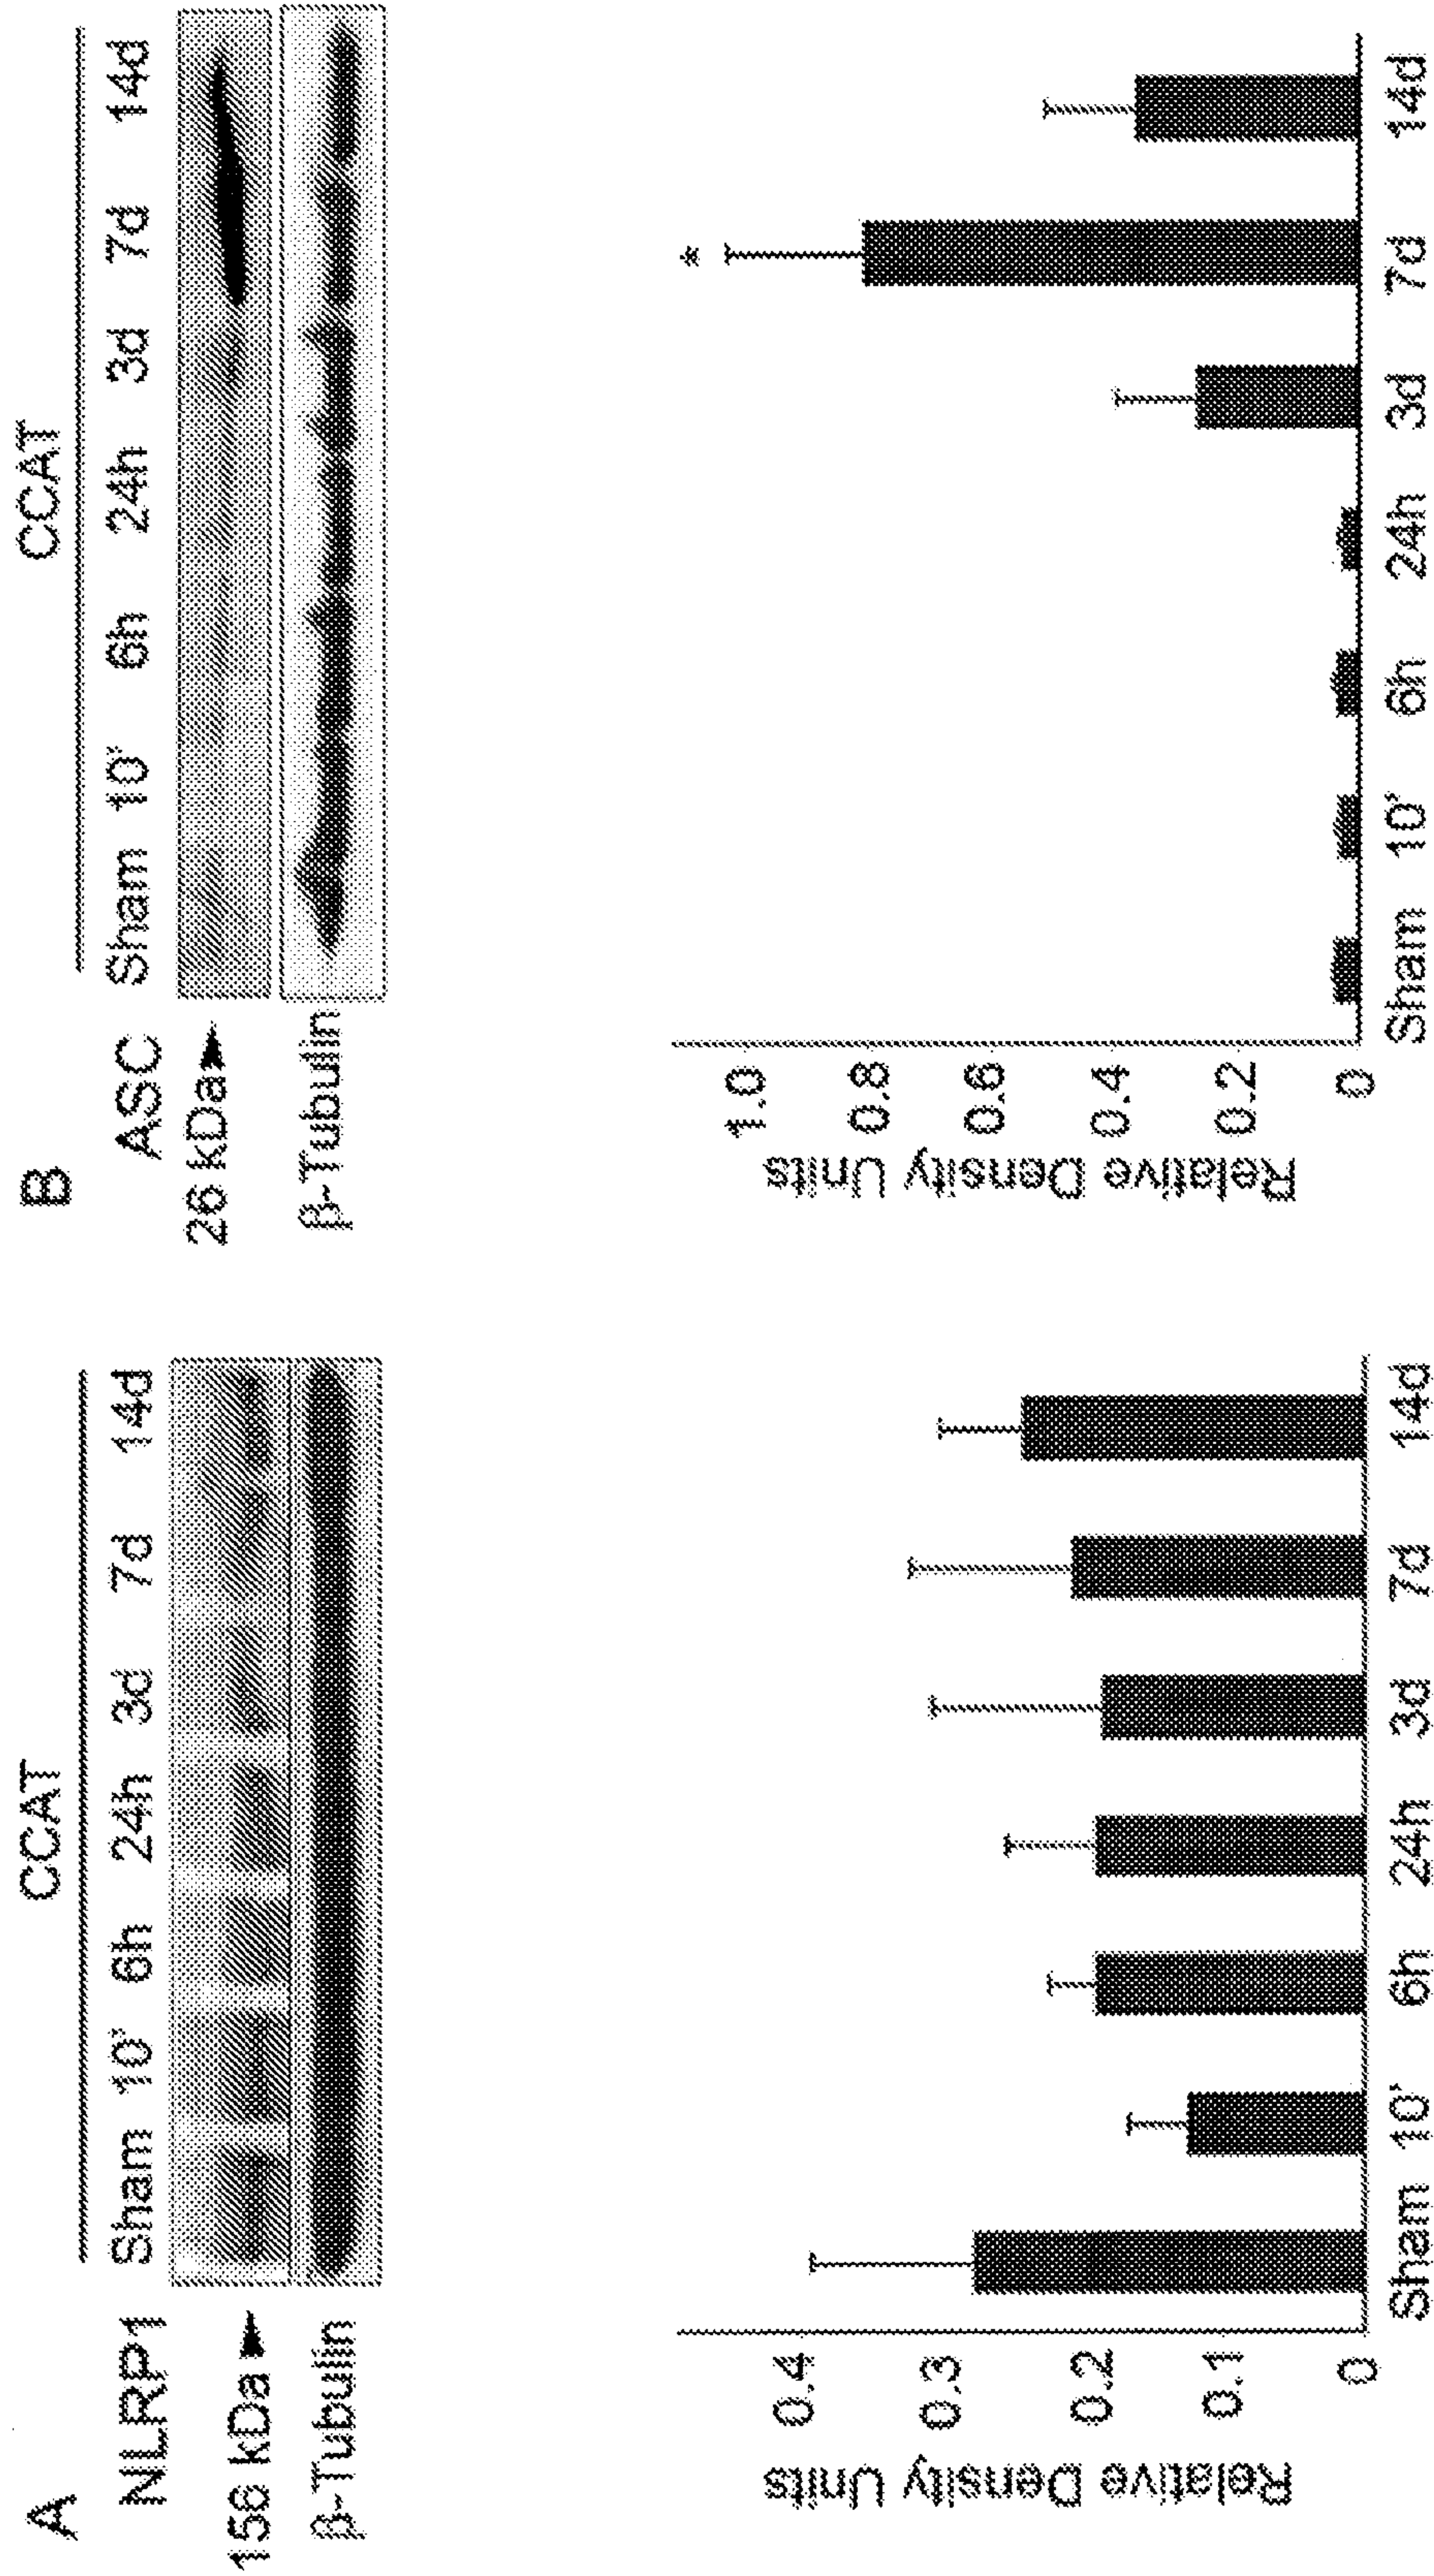 A
CCAT
NLRP1 Sham 10' 6h 24h 3d 7d 14d
156 kDa
β-Tubulin
Relative Density Units
0.4
0.3
0.2
0.1
0
Sham 10' 6h 24h 3d 7d 14d
B
CCAT
ASC Sham 10' 6h 24h 3d 7d 14d
26 kDa
β-Tubulin
Relative Density Units
1.0
0.8
0.6
0.4
0.2
0
*
Sham 10' 6h 24h 3d 7d 14d